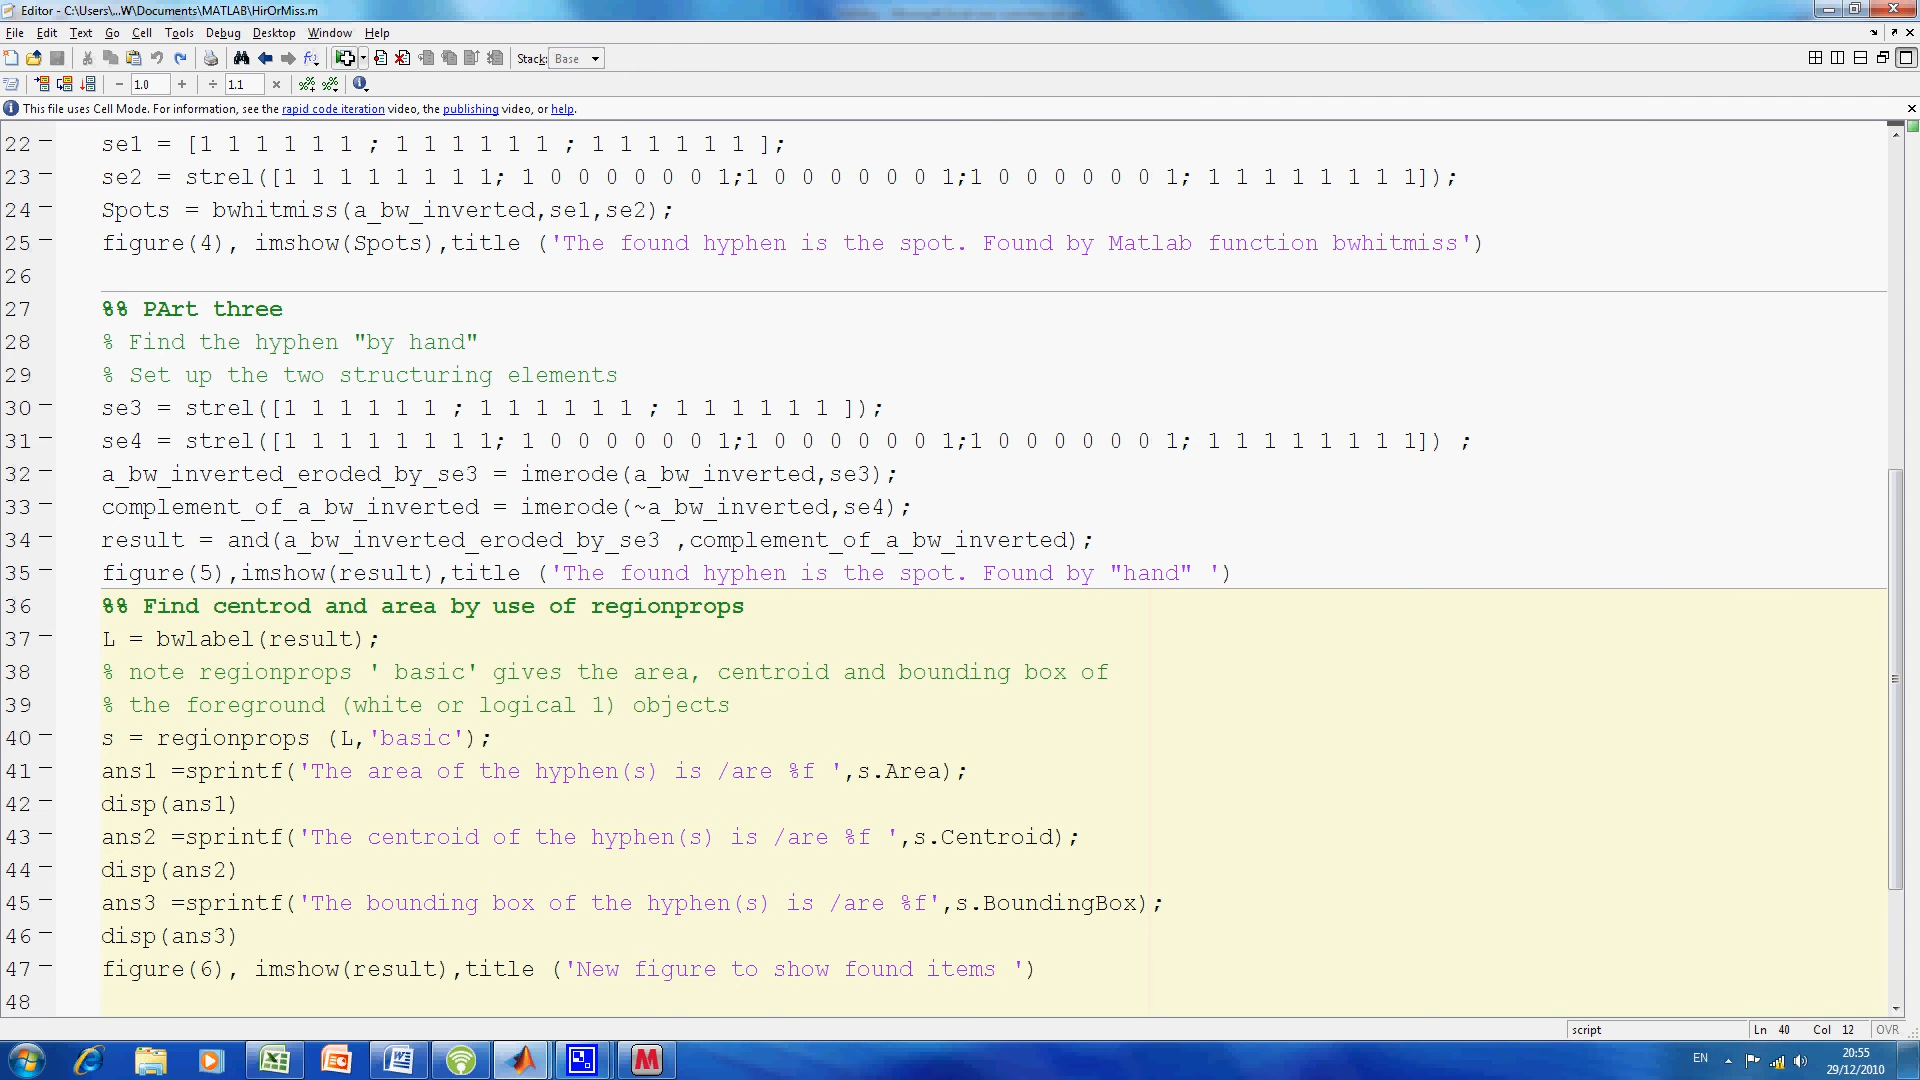 Editor - C:\Users\...W\Documents\MATLAB\HirOrMiss.m
File Edit Text Go Cell Tools Debug Desktop Window Help
Stack: Base
1.0 1.1
This file uses Cell Mode. For information, see the rapid code iteration video, the publishing video, or help.
22 se1 = [1 1 1 1 1 1 ; 1 1 1 1 1 1 ; 1 1 1 1 1 1 ];
23 se2 = strel([1 1 1 1 1 1 1 1; 1 0 0 0 0 0 0 1;1 0 0 0 0 0 0 1;1 0 0 0 0 0 0 1; 1 1 1 1 1 1 1 1]);
24 Spots = bwhitmiss(a_bw_inverted,se1,se2);
25 figure(4), imshow(Spots),title ('The found hyphen is the spot. Found by Matlab function bwhitmiss')
26
27 %% PArt three
28 % Find the hyphen "by hand"
29 % Set up the two structuring elements
30 se3 = strel([1 1 1 1 1 1 ; 1 1 1 1 1 1 ; 1 1 1 1 1 1 ]);
31 se4 = strel([1 1 1 1 1 1 1 1; 1 0 0 0 0 0 0 1;1 0 0 0 0 0 0 1;1 0 0 0 0 0 0 1; 1 1 1 1 1 1 1 1]) ;
32 a_bw_inverted_eroded_by_se3 = imerode(a_bw_inverted,se3);
33 complement_of_a_bw_inverted = imerode(~a_bw_inverted,se4);
34 result = and(a_bw_inverted_eroded_by_se3 ,complement_of_a_bw_inverted);
35 figure(5),imshow(result),title ('The found hyphen is the spot. Found by "hand" ')
36 %% Find centrod and area by use of regionprops
37 L = bwlabel(result);
38 % note regionprops ' basic' gives the area, centroid and bounding box of
39 % the foreground (white or logical 1) objects
40 s = regionprops (L,'basic');
41 ans1 =sprintf('The area of the hyphen(s) is /are %f ',s.Area);
42 disp(ans1)
43 ans2 =sprintf('The centroid of the hyphen(s) is /are %f ',s.Centroid);
44 disp(ans2)
45 ans3 =sprintf('The bounding box of the hyphen(s) is /are %f',s.BoundingBox);
46 disp(ans3)
47 figure(6), imshow(result),title ('New figure to show found items ')
48
script Ln 40 Col 12 OVR
EN 20:55
29/12/2010